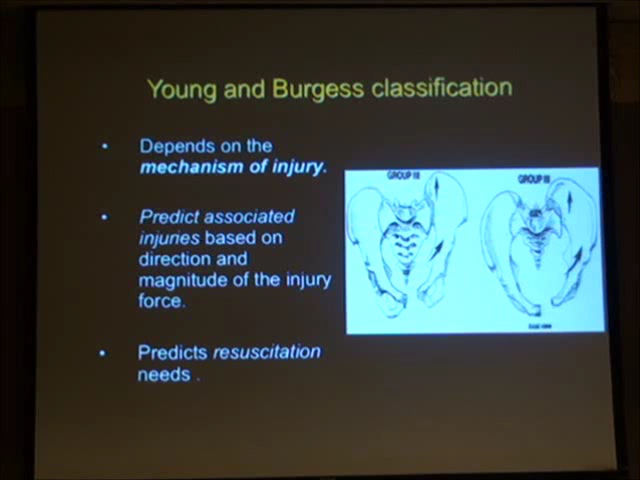 Young and Burgess classification
• Depends on the
mechanism of injury.
• Predict associated
injuries based on
direction and
magnitude of the injury
force.
• Predicts resuscitation
needs .
GROUP III
GROUP III